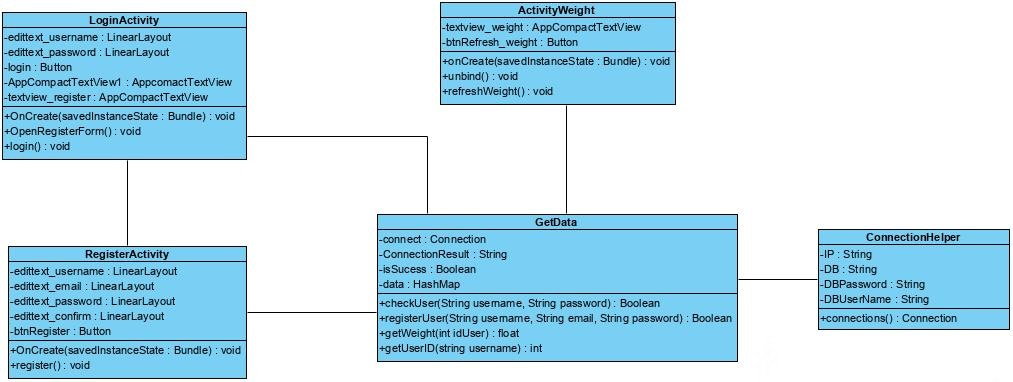 LoginActivity
-edittext_username : LinearLayout
-edittext_password : LinearLayout
-login : Button
-AppCompactTextView1 : AppcomactTextView
-textview_register : AppCompactTextView
+OnCreate(savedInstanceState : Bundle) : void
+OpenRegisterForm() : void
+login() : void
ActivityWeight
-textview_weight : AppCompactTextView
-btnRefresh_weight : Button
+onCreate(savedInstanceState : Bundle) : void
+unbind() : void
+refreshWeight() : void
RegisterActivity
-edittext_username : LinearLayout
-edittext_email : LinearLayout
-edittext_password : LinearLayout
-edittext_confirm : LinearLayout
-btnRegister : Button
+OnCreate(savedInstanceState : Bundle) : void
+register() : void
GetData
-connect : Connection
-ConnectionResult : String
-isSucess : Boolean
-data : HashMap
+checkUser(String username, String password) : Boolean
+registerUser(String username, String email, String password) : Boolean
+getWeight(int idUser) : float
+getUserID(string username) : int
ConnectionHelper
-IP : String
-DB : String
-DBPassword : String
-DBUserName : String
+connections() : Connection